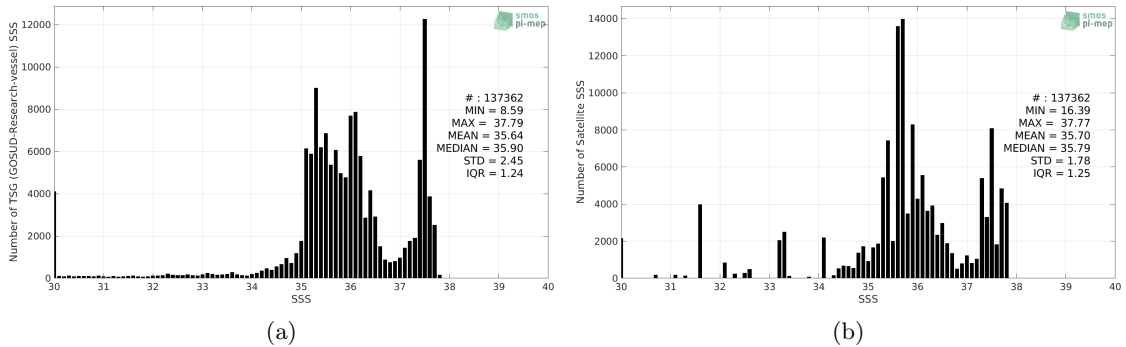 Number of TSG (GOSUD-Research-vessel) SSS
12000
10000
8000
6000
4000
2000
0
30 31 32 33 34 35 36 37 38 39 40
SSS
smos
pi-mep
# : 137362
MIN = 8.59
MAX = 37.79
MEAN = 35.64
MEDIAN = 35.90
STD = 2.45
IQR = 1.24
(a)
Number of Satellite SSS
14000
12000
10000
8000
6000
4000
2000
0
30 31 32 33 34 35 36 37 38 39 40
SSS
smos
pi-mep
# : 137362
MIN = 16.39
MAX = 37.77
MEAN = 35.70
MEDIAN = 35.79
STD = 1.78
IQR = 1.25
(b)